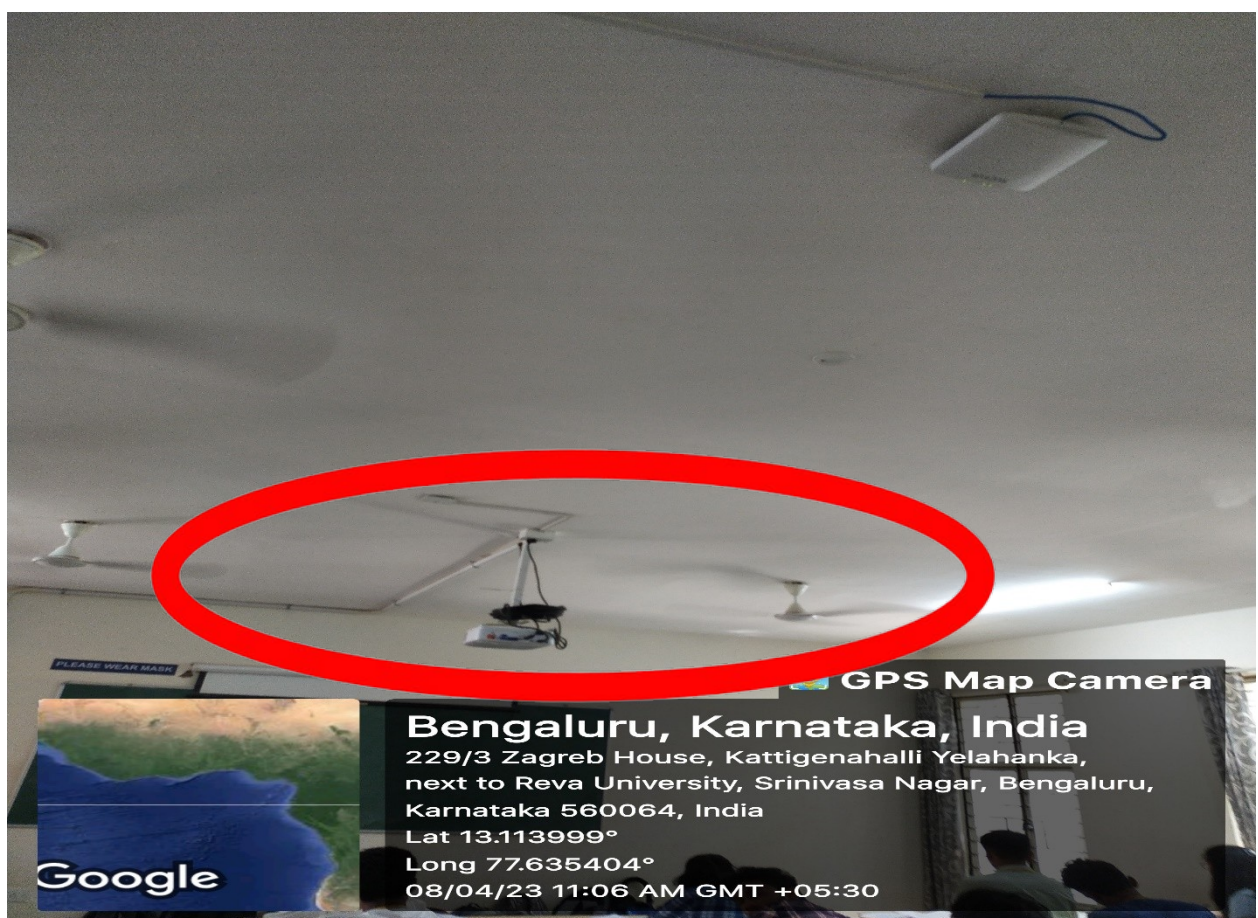 PLEASE WEAR MASK
GPS Map Camera
Bengaluru, Karnataka, India
229/3 Zagreb House, Kattigenahalli Yelahanka,
next to Reva University, Srinivasa Nagar, Bengaluru,
Karnataka 560064, India
Lat 13.113999°
Long 77.635404°
08/04/23 11:06 AM GMT +05:30
Google